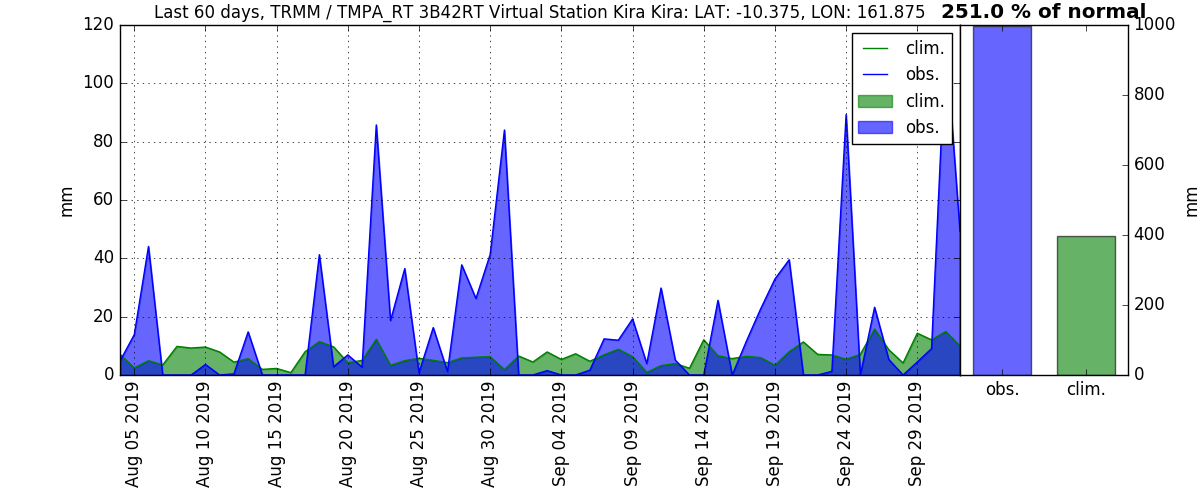 Last 60 days, TRMM / TMPA_RT 3B42RT Virtual Station Kira Kira: LAT: -10.375, LON: 161.875 251.0 % of normal
120
100
80
60
40
20
0
mm
clim.
obs.
clim.
obs.
1000
800
600
400
200
0
mm
obs. clim.
Aug 05 2019
Aug 10 2019
Aug 15 2019
Aug 20 2019
Aug 25 2019
Aug 30 2019
Sep 04 2019
Sep 09 2019
Sep 14 2019
Sep 19 2019
Sep 24 2019
Sep 29 2019